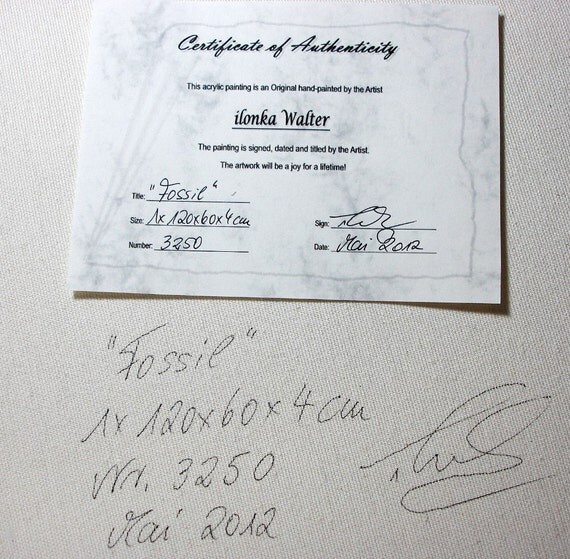 Certificate of Authenticity
This acrylic painting is an Original hand-painted by the Artist
ilonka Walter
The painting is signed, dated and titled by the Artist.
The artwork will be a joy for a lifetime!
Title: "Fossil"
Size: 1x 120x60x4cm
Number: 3250
Sign:
Date: Mai 2012
"Fossil"
1x 120x60x4cm
Nr. 3250
Mai 2012